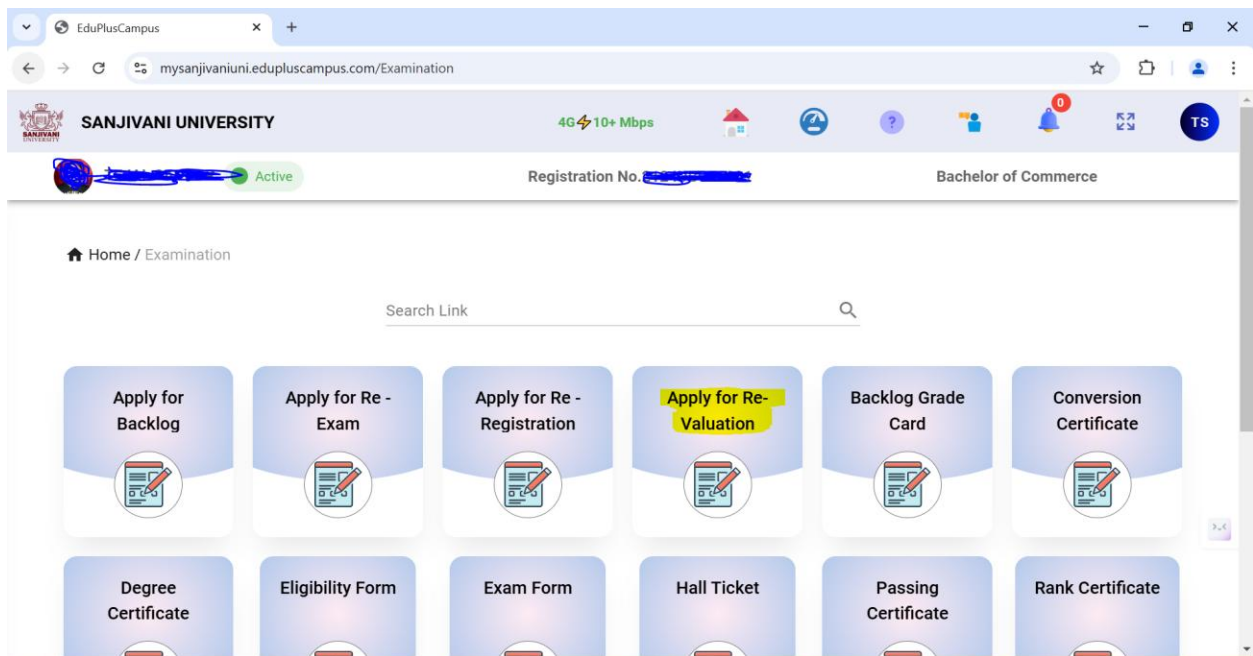 EduPlusCampus
mysanjivaniuni.edupluscampus.com/Examination
SANJIVANI UNIVERSITY
4G⚡10+ Mbps
?
0
TS
SANJIVANI
UNIVERSITY
Active
Registration No.
Bachelor of Commerce
Home / Examination
Search Link
Apply for
Backlog
Apply for Re -
Exam
Apply for Re -
Registration
Apply for Re-
Valuation
Backlog Grade
Card
Conversion
Certificate
Degree
Certificate
Eligibility Form
Exam Form
Hall Ticket
Passing
Certificate
Rank Certificate